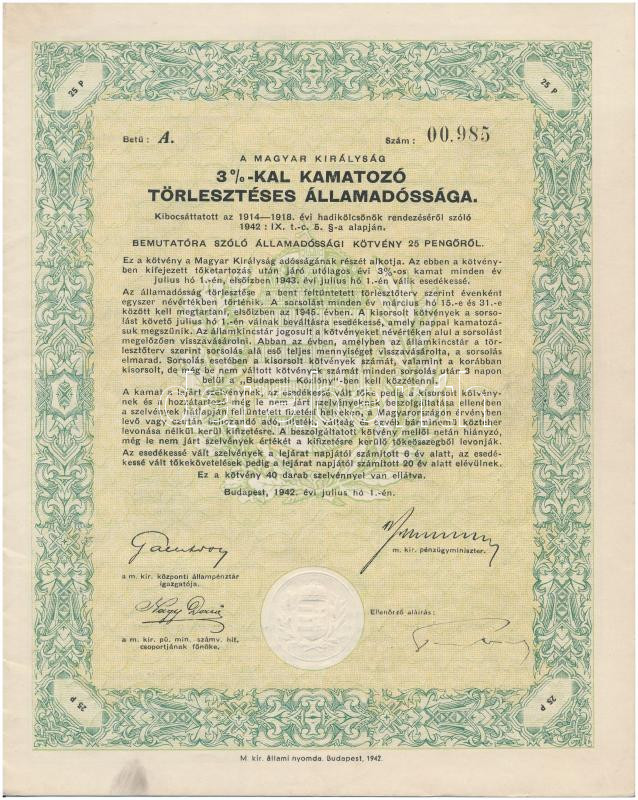 25 P
25 P
Betü : A.
Szám : 00,985
A MAGYAR KIRÁLYSÁG
3%-KAL KAMATOZÓ
TÖRLESZTÉSES ÁLLAMADÓSSÁGA.
Kibocsáttatott az 1914—1918. évi hadikölcsönök rendezéséről szóló
1942 : IX. t.-c. 5. §-a alapján.
BEMUTATÓRA SZÓLÓ ÁLLAMADÓSSÁGI KÖTVÉNY 25 PENGŐRŐL.
Ez a kötvény a Magyar Királyság adósságának részét alkotja. Az ebben a kötvény-
ben kifejezett tőketartozás után járó utólagos évi 3%-os kamat minden év
július hó 1.-én, elsőízben 1943. évi július hó 1.-én válik esedékessé.
Az államadósság törlesztése a bent feltüntetett törlesztőterv szerint évenként
egyszer névértékben történik. A sorsolást minden év március hó 15.-e és 31.-e
között kell megtartani, elsőízben az 1945. évben. A kisorsolt kötvények a sorso-
lást követő július hó 1.-én válnak beváltásra esedékessé, amely nappal kamatozá-
suk megszűnik. Az államkincstár jogosult a kötvényeket névértéken alul a sorsolást
megelőzően visszavásárolni. Abban az évben, amelyben az államkincstár a tör-
lesztőterv szerint sorsolás alá eső teljes mennyiséget visszavásárolta, a sorsolás
elmarad. Sorsolás esetében a kisorsolt kötvények számát, valamint a korábban
kisorsolt, de még be nem váltott kötvények számát minden sorsolás után 3 napon
belül a „Budapesti Közlöny"-ben kell közzétenni.
A kamat a lejárt szelvénynek, az esedékessé vált tőke pedig a kisorsolt kötvény-
nek és a hozzátartozó, még le nem járt szelvényeknek beszolgáltatása ellenében
a szelvények hátlapján feltüntetett fizetési helyeken, a Magyarországon érvényben
levő vagy ezután behozandó adó, illeték, váltság és egyéb bárminemű közteher
levonása nélkül kerül kifizetésre. A beszolgáltatott kötvény mellől netán hiányzó,
még le nem járt szelvények értékét a kifizetésre kerülő tőkeösszegből levonják.
Az esedékessé vált szelvények a lejárat napjától számított 6 év alatt, az esedé-
kessé vált tőkekövetelések pedig a lejárat napjától számított 20 év alatt elévülnek.
Ez a kötvény 40 darab szelvénnyel van ellátva.
Budapest, 1942. évi július hó 1.-én.
m. kir. pénzügyminiszter.
a m. kir. központi állampénztár
igazgatója.
Nagy Dezső
Ellenőrző aláírás :
a m. kir. pü. min. számv. hit.
csoportjának főnöke.
25 P
25 P
M. kir. állami nyomda. Budapest, 1942.